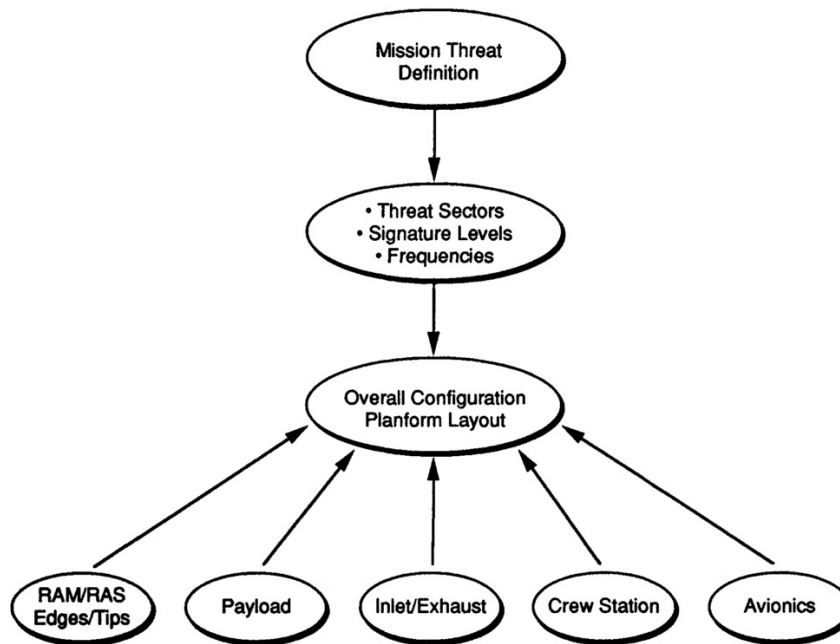 Mission Threat
Definition
• Threat Sectors
• Signature Levels
• Frequencies
Overall Configuration
Planform Layout
RAM/RAS
Edges/Tips
Payload
Inlet/Exhaust
Crew Station
Avionics